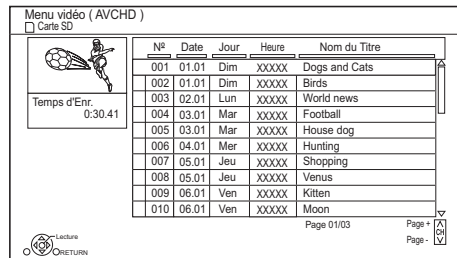 Menu vidéo ( AVCHD )
Carte SD
Nº Date Jour Heure Nom du Titre
001 01.01 Dim XXXXX Dogs and Cats
002 01.01 Dim XXXXX Birds
003 02.01 Lun XXXXX World news
004 03.01 Mar XXXXX Football
005 03.01 Mar XXXXX House dog
006 04.01 Mer XXXXX Hunting
007 05.01 Jeu XXXXX Shopping
008 05.01 Jeu XXXXX Venus
009 06.01 Ven XXXXX Kitten
010 06.01 Ven XXXXX Moon
Temps d'Enr.
0:30.41
Page 01/03
Page +
CH
Page -
Lecture
RETURN